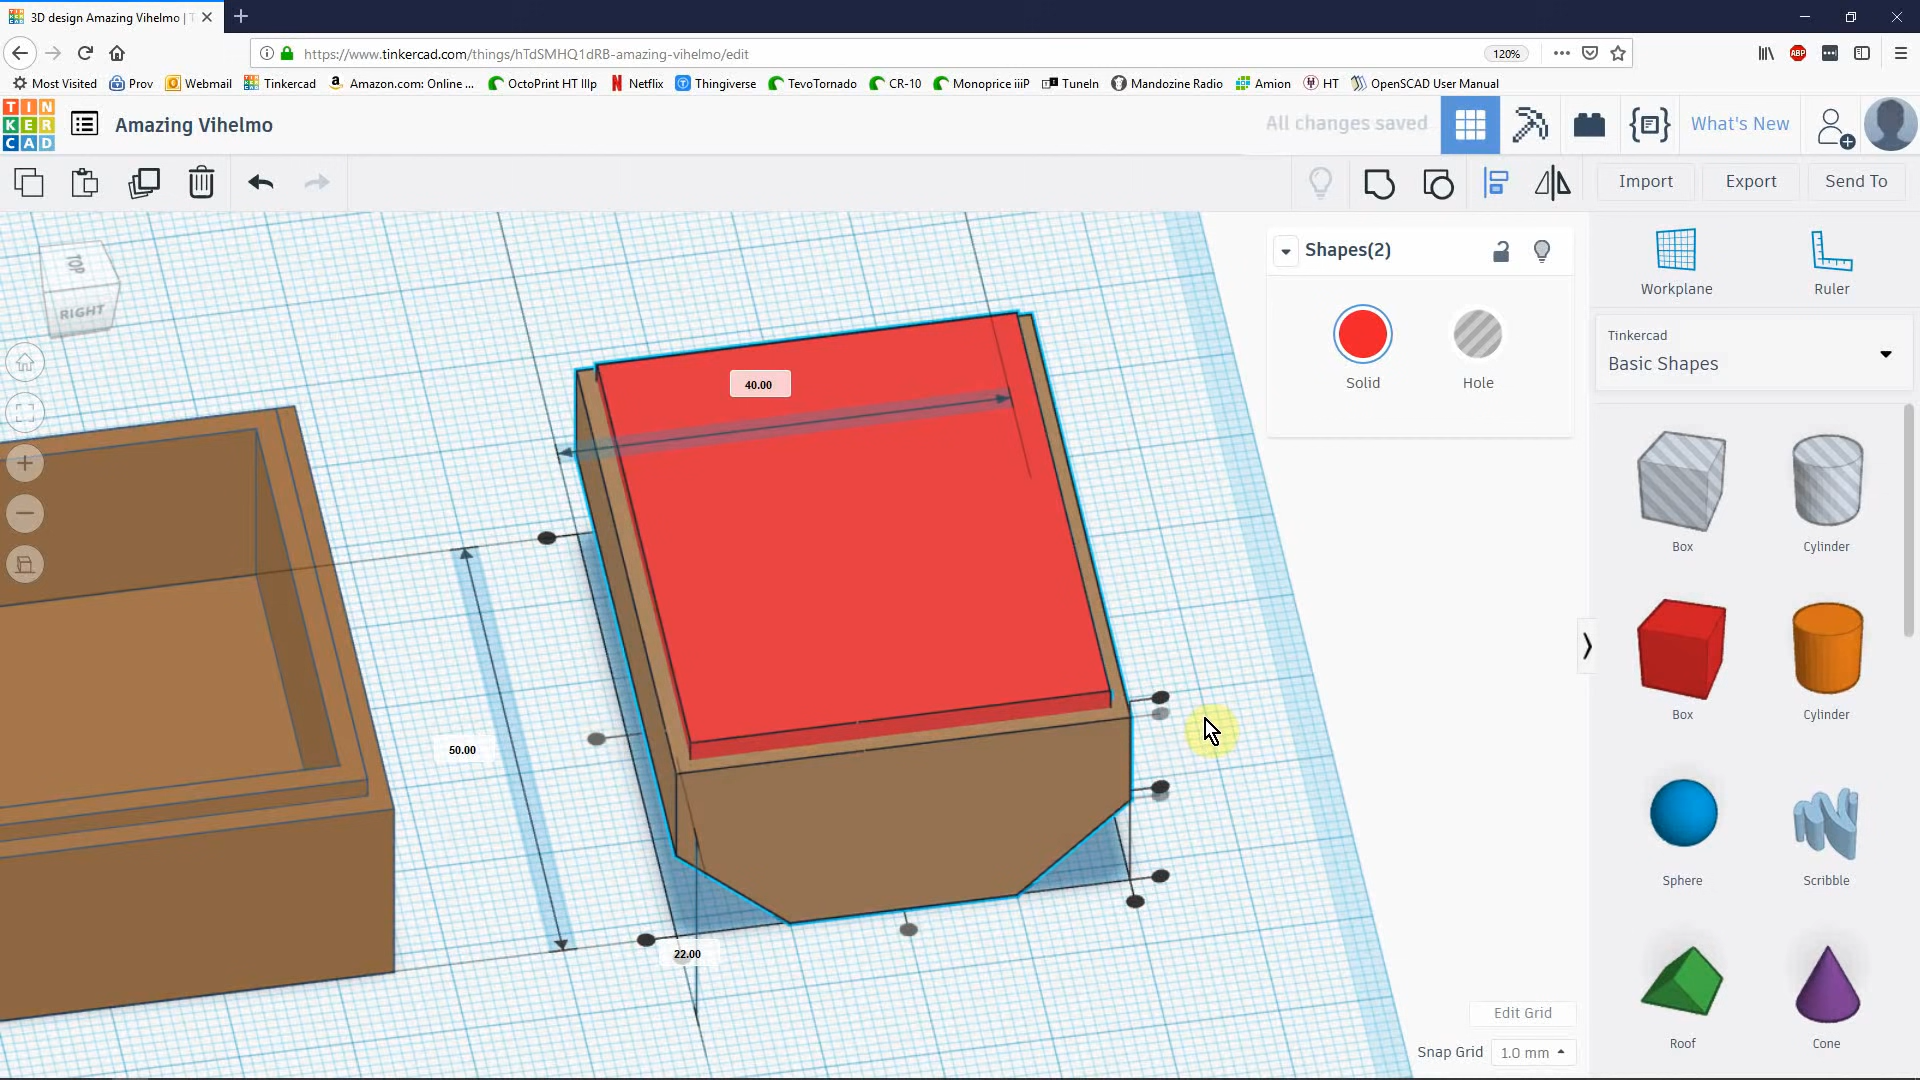 3D design Amazing Vihelmo | T
https://www.tinkercad.com/things/hTdSMHQ1dRB-amazing-vihelmo/edit
120%
ABP
Most Visited
Prov
Webmail
Tinkercad
Amazon.com: Online ...
OctoPrint HT IIIp
Netflix
Thingiverse
TevoTornado
CR-10
Monoprice iiiP
TuneIn
Mandozine Radio
Amion
HT
OpenSCAD User Manual
TIN
KER
CAD
Amazing Vihelmo
All changes saved
What's New
Import
Export
Send To
TOP
RIGHT
40.00
50.00
22.00
Shapes(2)
Solid
Hole
Workplane
Ruler
Tinkercad
Basic Shapes
Box
Cylinder
Box
Cylinder
Sphere
Scribble
Roof
Cone
Edit Grid
Snap Grid
1.0 mm